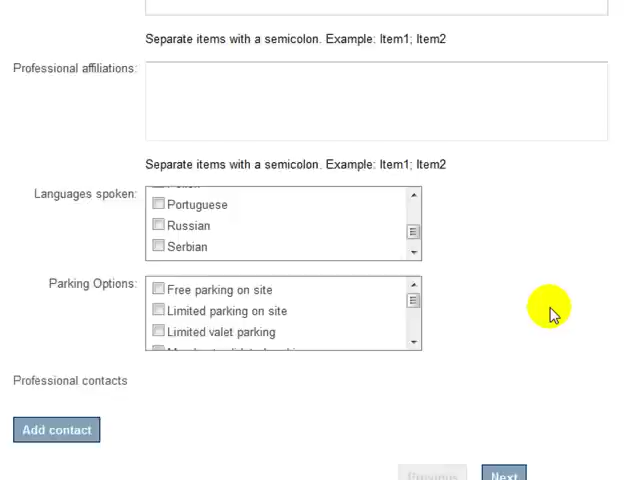 Separate items with a semicolon. Example: Item1; Item2
Professional affiliations:
Separate items with a semicolon. Example: Item1; Item2
Languages spoken:
Portuguese
Russian
Serbian
Parking Options:
Free parking on site
Limited parking on site
Limited valet parking
Professional contacts
Add contact
Previous
Next